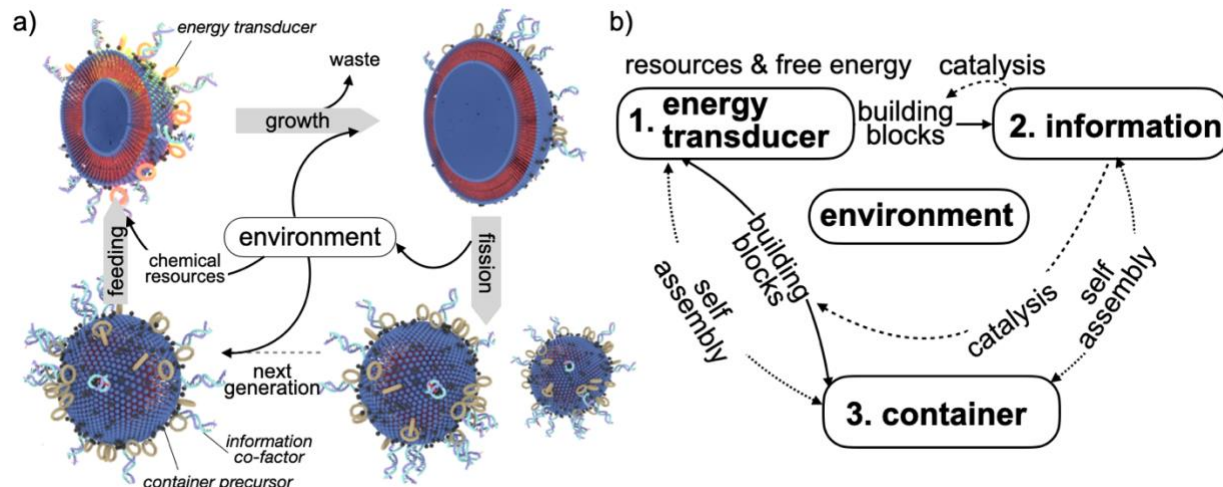 a)
energy transducer
waste
growth
environment
chemical
resources
feeding
fission
next
generation
information
co-factor
container precursor
b)
resources & free energy
catalysis
1. energy
transducer
building
blocks
2. information
environment
building
blocks
self
assembly
catalysis
self
assembly
3. container